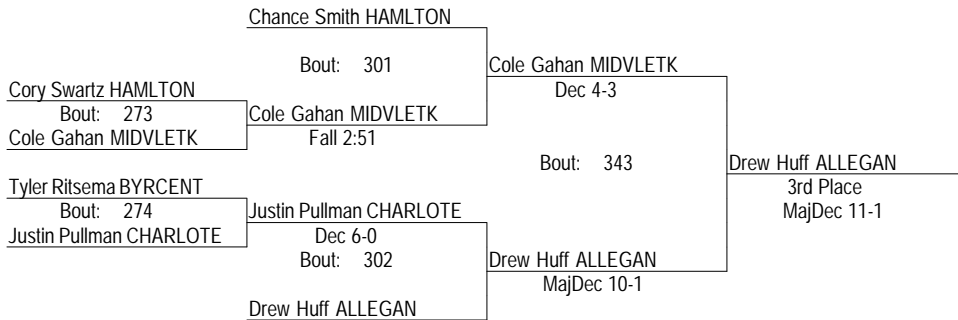 Chance Smith HAMLTON
Bout: 301
Cole Gahan MIDVLETK
Dec 4-3
Cory Swartz HAMLTON
Bout: 273
Cole Gahan MIDVLETK
Cole Gahan MIDVLETK
Fall 2:51
Bout: 343
Drew Huff ALLEGAN
3rd Place
MajDec 11-1
Tyler Ritsema BYRCENT
Bout: 274
Justin Pullman CHARLOTE
Justin Pullman CHARLOTE
Dec 6-0
Bout: 302
Drew Huff ALLEGAN
MajDec 10-1
Drew Huff ALLEGAN